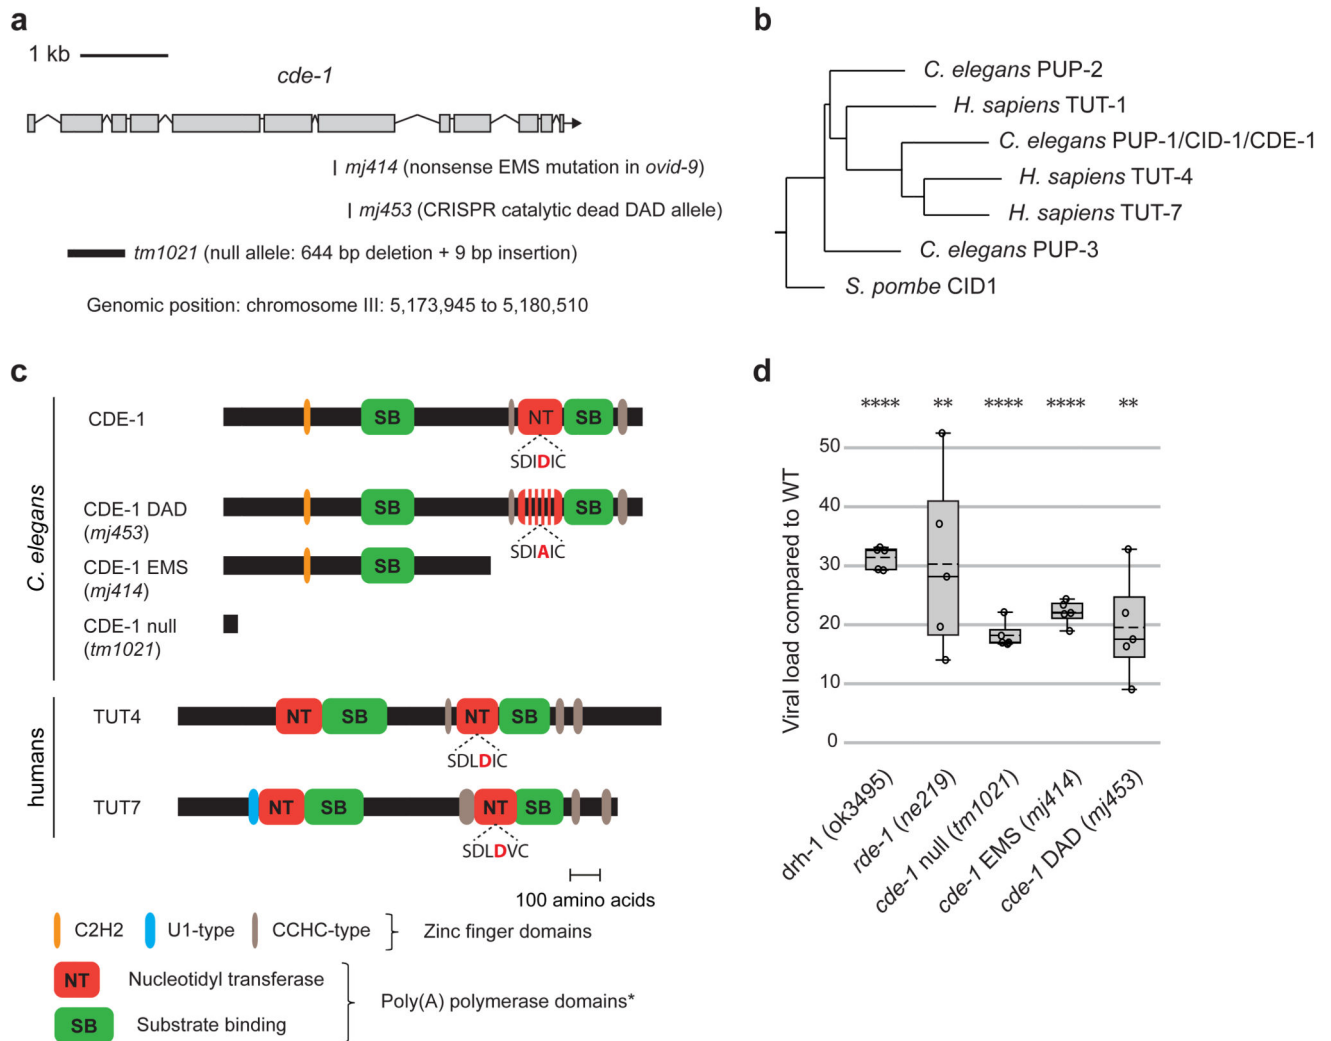 a
1 kb
cde-1
mj414 (nonsense EMS mutation in ovid-9)
mj453 (CRISPR catalytic dead DAD allele)
tm1021 (null allele: 644 bp deletion + 9 bp insertion)
Genomic position: chromosome III: 5,173,945 to 5,180,510
b
C. elegans PUP-2
H. sapiens TUT-1
C. elegans PUP-1/CID-1/CDE-1
H. sapiens TUT-4
H. sapiens TUT-7
C. elegans PUP-3
S. pombe CID1
c
C. elegans
CDE-1
SB NT SB
SDIDIC
CDE-1 DAD
(mj453)
SB SB
SDIAIC
CDE-1 EMS
(mj414)
SB
CDE-1 null
(tm1021)
humans
TUT4
NT SB NT SB
SDLDIC
TUT7
NT SB NT SB
SDLDVC
100 amino acids
C2H2 U1-type CCHC-type Zinc finger domains
NT Nucleotidyl transferase
Poly(A) polymerase domains*
SB Substrate binding
d
**** ** **** **** **
Viral load compared to WT
50
40
30
20
10
0
drh-1 (ok3495)
rde-1 (ne219)
cde-1 null (tm1021)
cde-1 EMS (mj414)
cde-1 DAD (mj453)